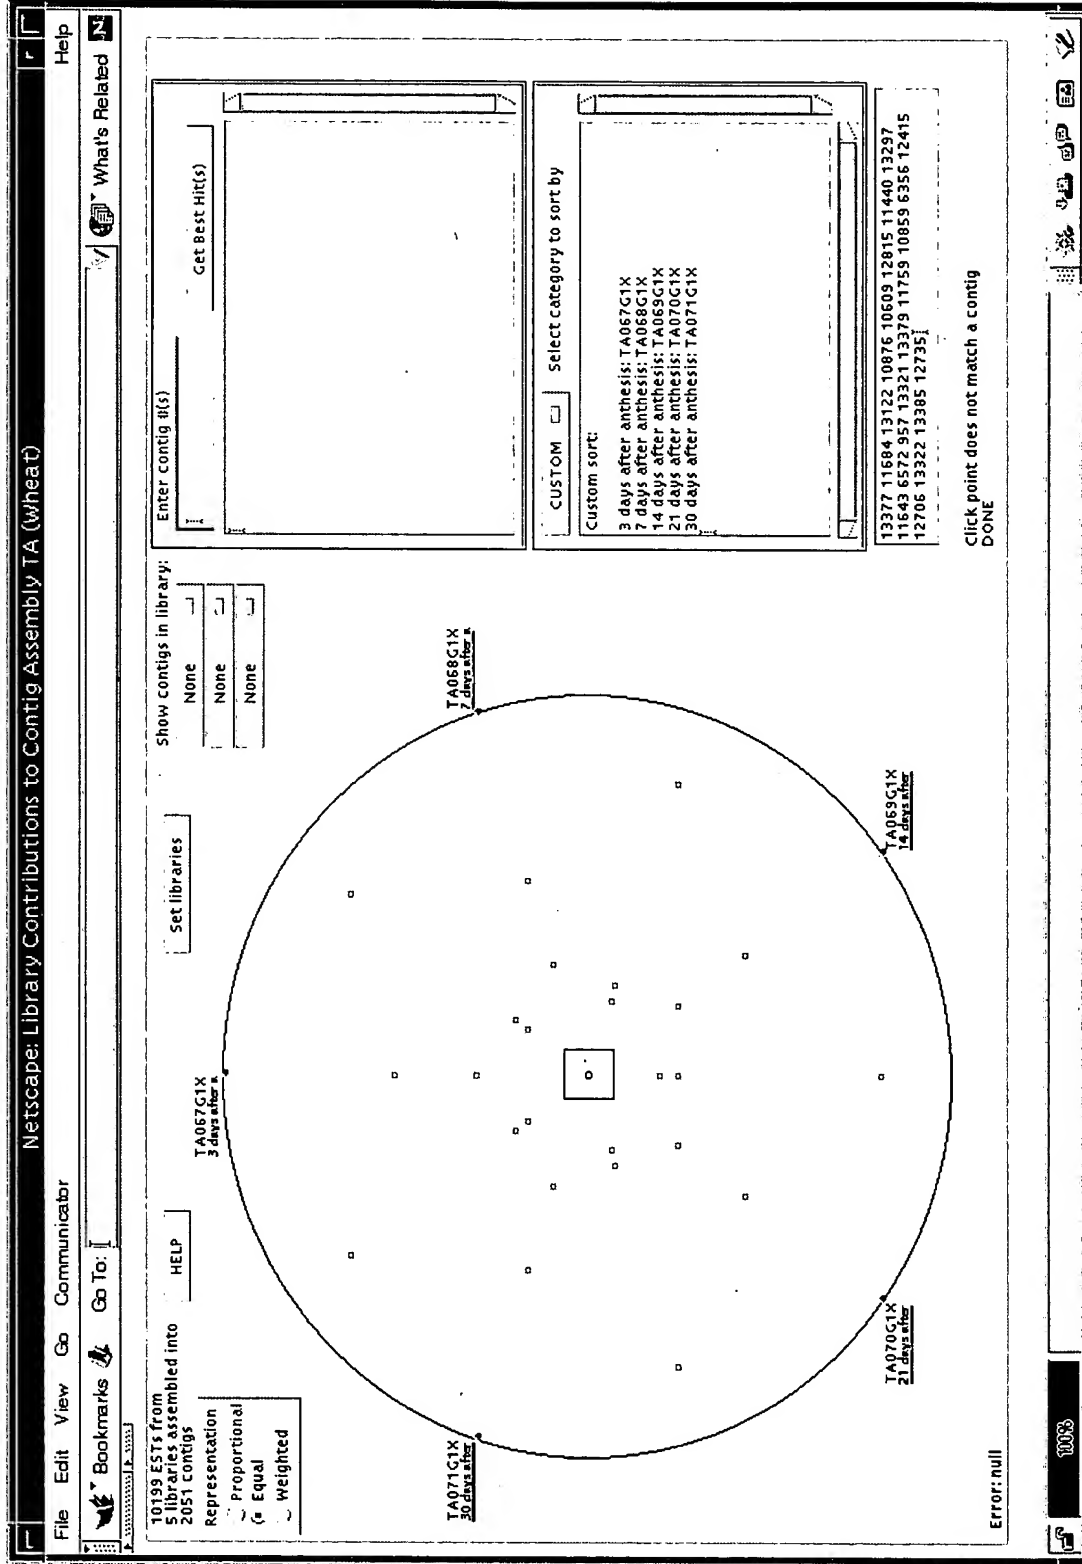 Netscape: Library Contributions to Contig Assembly TA (Wheat)
File Edit View Go Communicator Help
Bookmarks Go To: What's Related
10199 ESTs from
5 libraries assembled into
2051 contigs
HELP
Set libraries
Show contigs in library:
None
None
None
Representation
Proportional
Equal
Weighted
TA067G1X
3 days after a
TA068G1X
7 days after a
TA069G1X
14 days after
TA070G1X
21 days after
TA071G1X
30 days after
Enter contig #(s)
Get Best Hit(s)
CUSTOM Select category to sort by
Custom sort:
3 days after anthesis: TA067G1X
7 days after anthesis: TA068G1X
14 days after anthesis: TA069G1X
21 days after anthesis: TA070G1X
30 days after anthesis: TA071G1X
13377 11684 13122 10876 10609 12815 11440 13297
11643 6572 957 13321 13379 11759 10859 6356 12415
12706 13322 13385 12735
Click point does not match a contig
DONE
Error: null
100%